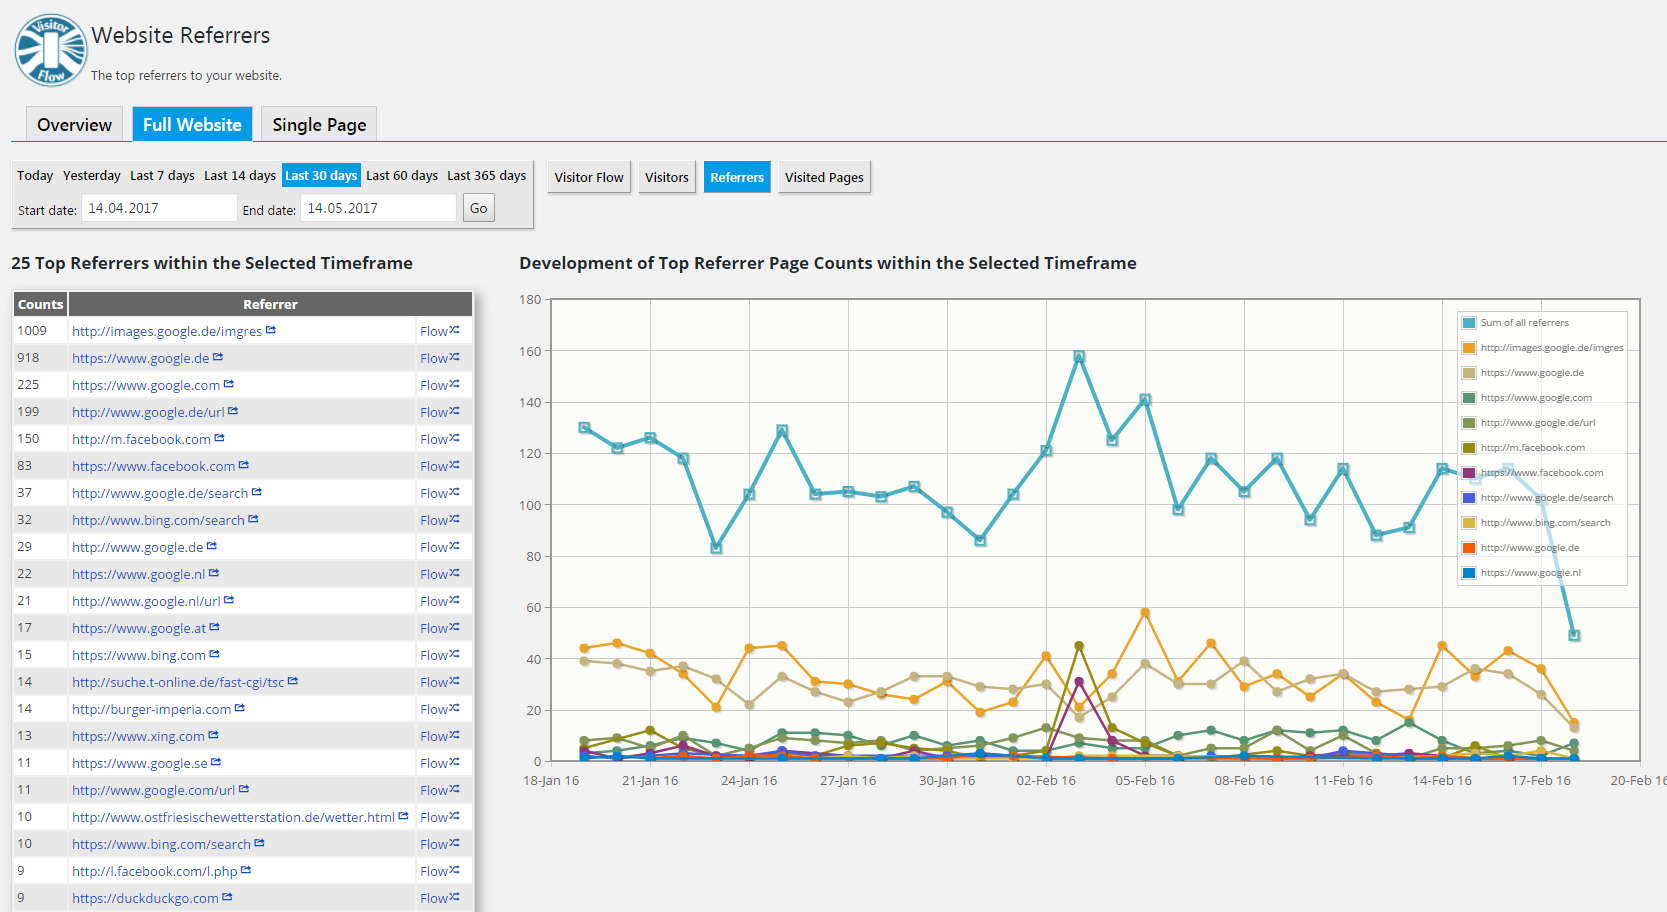 Visitor
Flow
Website Referrers
The top referrers to your website.
Overview
Full Website
Single Page
Today Yesterday Last 7 days Last 14 days Last 30 days Last 60 days Last 365 days
Start date: 14.04.2017 End date: 14.05.2017 Go
Visitor Flow
Visitors
Referrers
Visited Pages
25 Top Referrers within the Selected Timeframe
Counts Referrer
1009 http://images.google.de/imgres Flow
918 https://www.google.de Flow
225 https://www.google.com Flow
199 http://www.google.de/url Flow
150 http://m.facebook.com Flow
83 https://www.facebook.com Flow
37 http://www.google.de/search Flow
32 http://www.bing.com/search Flow
29 http://www.google.de Flow
22 https://www.google.nl Flow
21 http://www.google.nl/url Flow
17 https://www.google.at Flow
15 https://www.bing.com Flow
14 http://suche.t-online.de/fast-cgi/tsc Flow
14 http://burger-imperia.com Flow
13 https://www.xing.com Flow
11 https://www.google.se Flow
11 http://www.google.com/url Flow
10 http://www.ostfriesischewetterstation.de/wetter.html Flow
10 https://www.bing.com/search Flow
9 http://l.facebook.com/l.php Flow
9 https://duckduckgo.com Flow
Development of Top Referrer Page Counts within the Selected Timeframe
180
160
140
120
100
80
60
40
20
0
18-Jan 16 21-Jan 16 24-Jan 16 27-Jan 16 30-Jan 16 02-Feb 16 05-Feb 16 08-Feb 16 11-Feb 16 14-Feb 16 17-Feb 16 20-Feb 16
Sum of all referrers
http://images.google.de/imgres
https://www.google.de
https://www.google.com
http://www.google.de/url
http://m.facebook.com
https://www.facebook.com
http://www.google.de/search
http://www.bing.com/search
http://www.google.de
https://www.google.nl